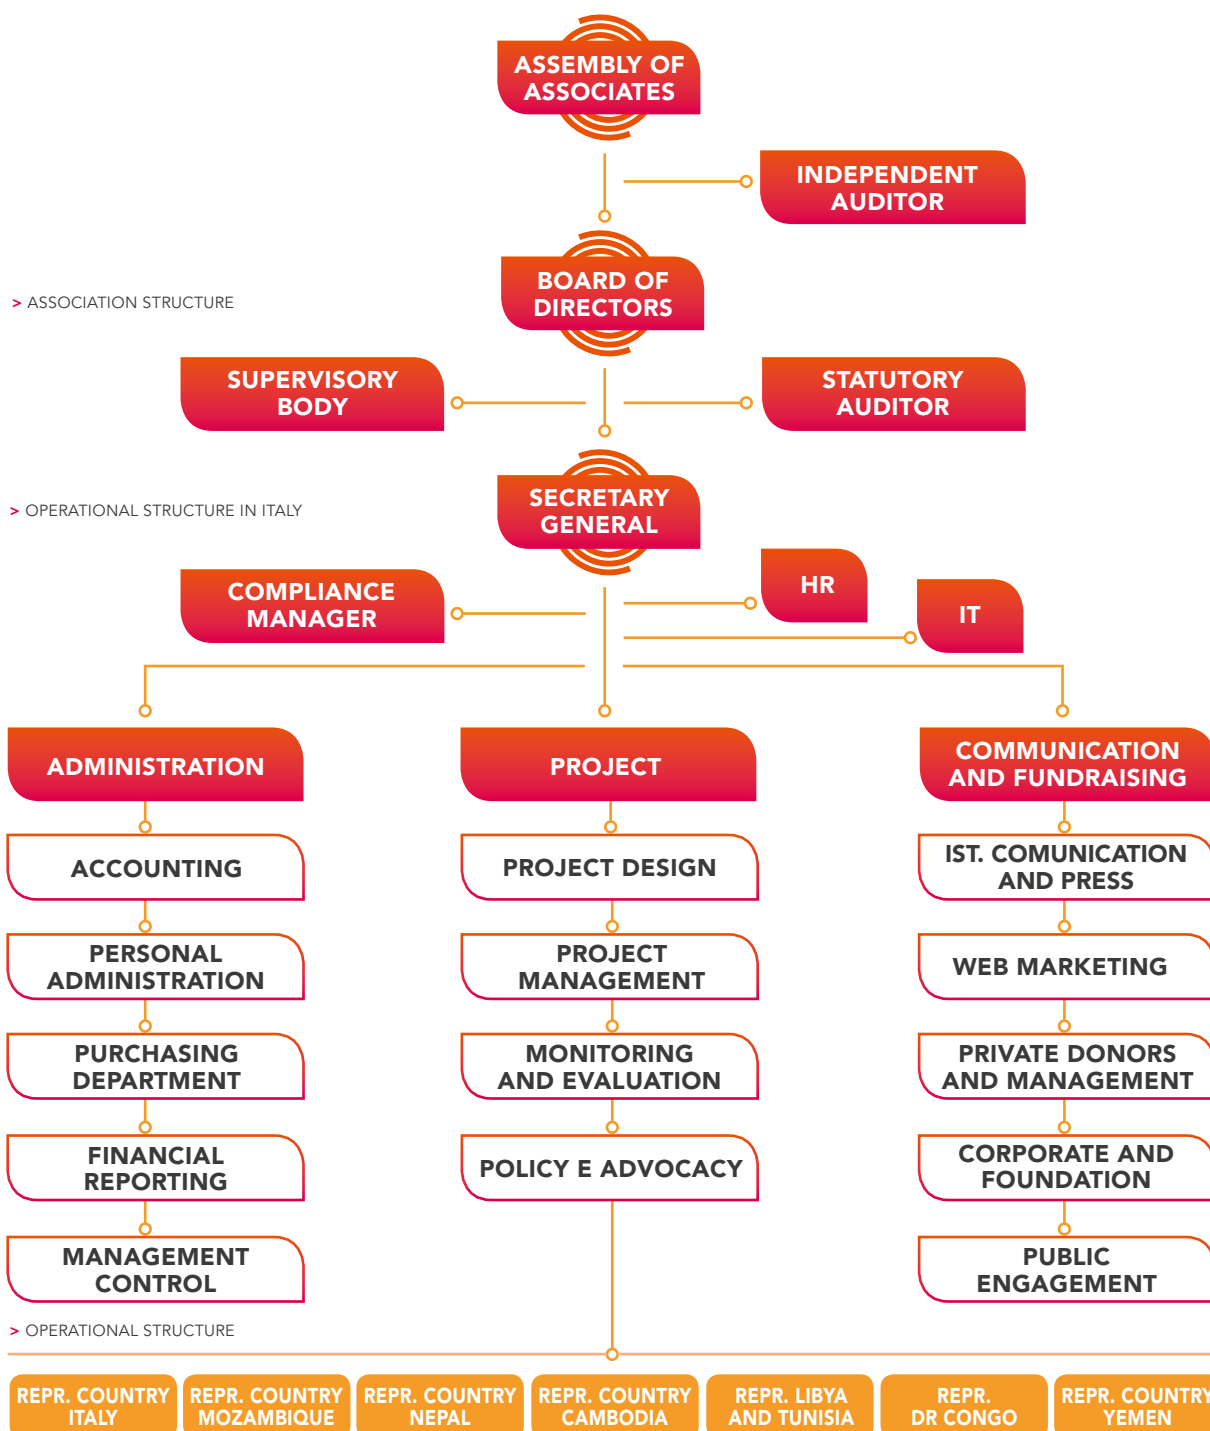 ASSEMBLY OF
ASSOCIATES
INDEPENDENT
AUDITOR
BOARD OF
DIRECTORS
> ASSOCIATION STRUCTURE
SUPERVISORY
BODY
STATUTORY
AUDITOR
SECRETARY
GENERAL
> OPERATIONAL STRUCTURE IN ITALY
COMPLIANCE
MANAGER
HR
IT
ADMINISTRATION
PROJECT
COMMUNICATION
AND FUNDRAISING
ACCOUNTING
PROJECT DESIGN
IST. COMUNICATION
AND PRESS
PERSONAL
ADMINISTRATION
PROJECT
MANAGEMENT
WEB MARKETING
PURCHASING
DEPARTMENT
MONITORING
AND EVALUATION
PRIVATE DONORS
AND MANAGEMENT
FINANCIAL
REPORTING
POLICY E ADVOCACY
CORPORATE AND
FOUNDATION
MANAGEMENT
CONTROL
PUBLIC
ENGAGEMENT
> OPERATIONAL STRUCTURE
REPR. COUNTRY
ITALY
REPR. COUNTRY
MOZAMBIQUE
REPR. COUNTRY
NEPAL
REPR. COUNTRY
CAMBODIA
REPR. LIBYA
AND TUNISIA
REPR.
DR CONGO
REPR. COUNTRY
YEMEN